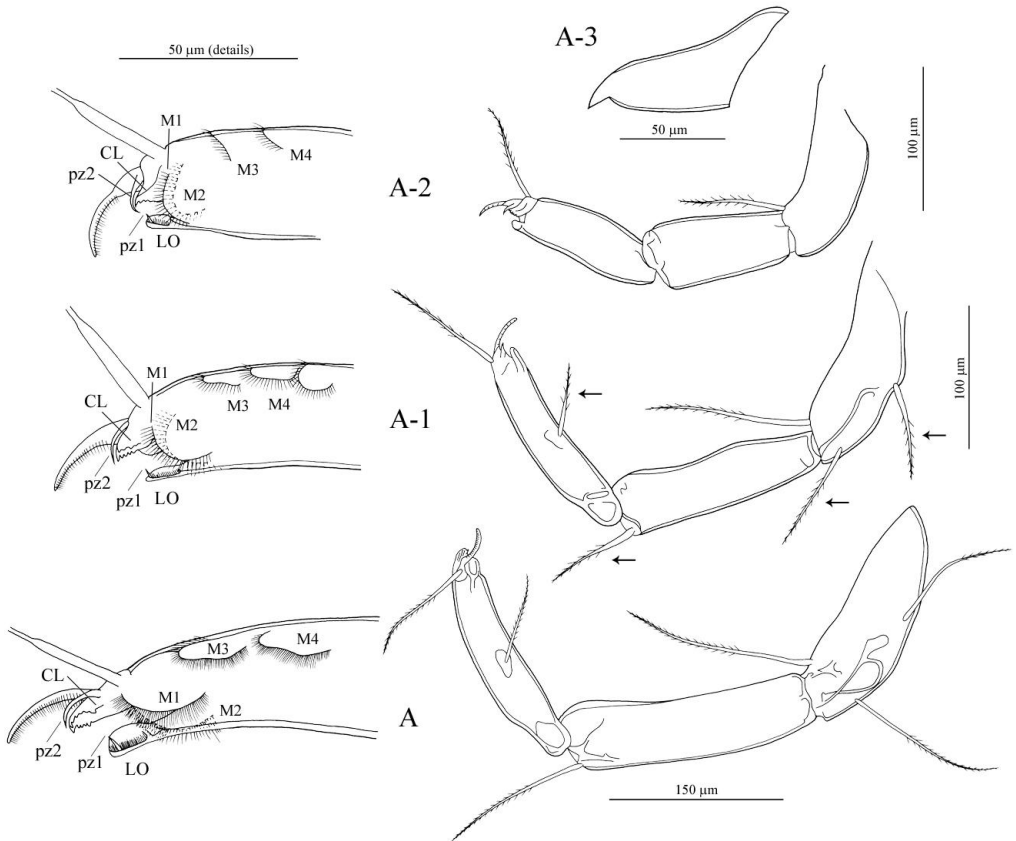 A-3
50 μm (details)
50 μm
100 μm
M1
CL
pz2
M3
M4
M2
A-2
pz1
LO
100 μm
M1
CL
M3
M4
M2
A-1
pz2
pz1
LO
M3
M4
CL
M1
M2
A
pz2
pz1
LO
150 μm